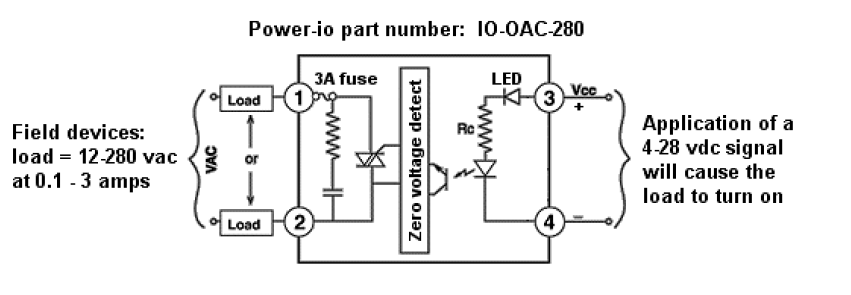 Power-io part number:  IO-OAC-280
Field devices:
load = 12-280 vac
at 0.1 - 3 amps
VAC
Load
or
Load
1
2
3A fuse
Zero voltage detect
LED
Rc
3
4
Vcc
+
–
Application of a
4-28 vdc signal
will cause the
load to turn on